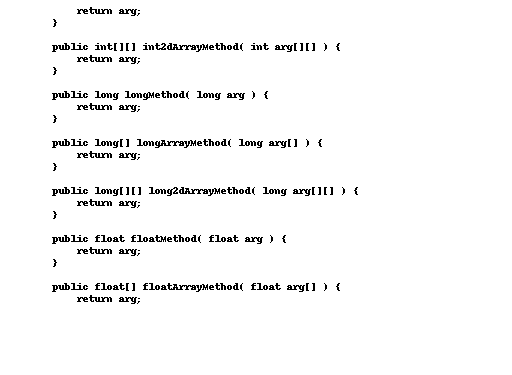 return arg;
}
public int[][] int2dArrayMethod( int arg[][] ) {
return arg;
}
public long longMethod( long arg ) {
return arg;
}
public long[] longArrayMethod( long arg[] ) {
return arg;
}
public long[][] long2dArrayMethod( long arg[][] ) {
return arg;
}
public float floatMethod( float arg ) {
return arg;
}
public float[] floatArrayMethod( float arg[] ) {
return arg;